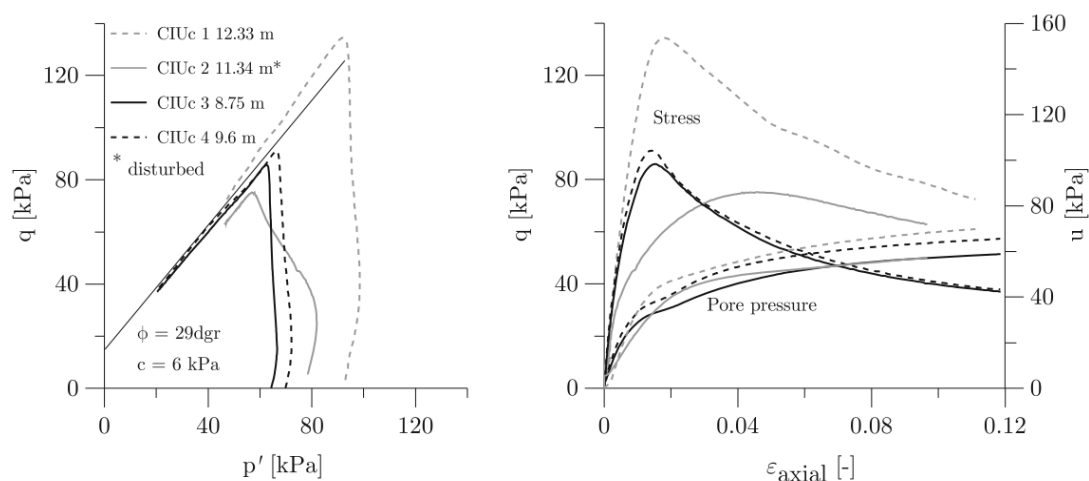 CIUc 1 12.33 m
CIUc 2 11.34 m*
CIUc 3 8.75 m
CIUc 4 9.6 m
* disturbed
120
80
40
0
q [kPa]
ϕ = 29dgr
c = 6 kPa
0 40 80 120
p′ [kPa]
120
80
40
0
q [kPa]
Stress
Pore pressure
160
120
80
40
0
u [kPa]
0 0.04 0.08 0.12
εaxial [-]